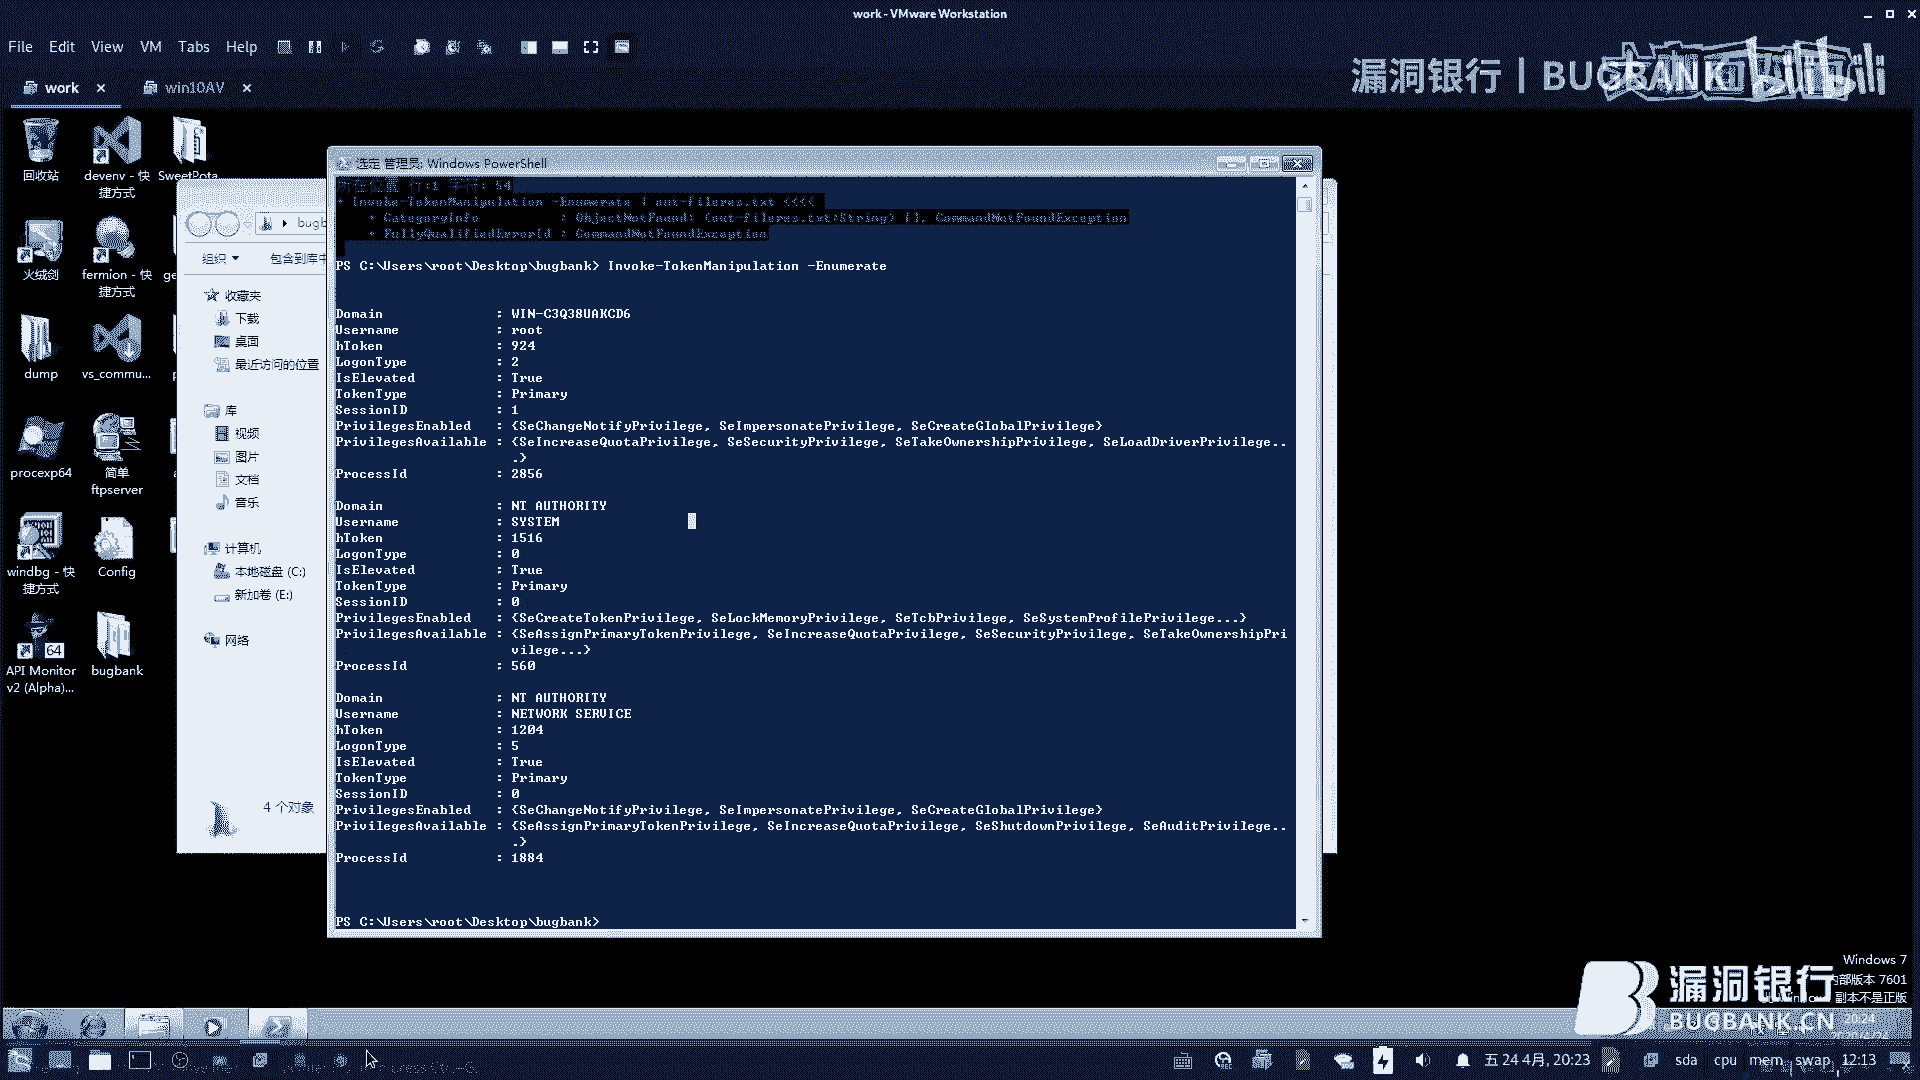 work - VMware Workstation
File Edit View VM Tabs Help
work
win10AV
漏洞银行 | BUGBANK
bilibili
回收站
devenv - 快
捷方式
SweetPota
火绒剑
fermion - 快
捷方式
ge
dump
vs_commu...
procexp64
简单
ftpserver
windbg - 快
捷方式
Config
API Monitor
v2 (Alpha)...
bugbank
64
bugb
组织
包含到库中
收藏夹
下载
桌面
最近访问的位置
库
视频
图片
文档
音乐
计算机
本地磁盘 (C:)
新加卷 (E:)
网络
4 个对象
选定 管理员: Windows PowerShell
所在位置 行:1 字符: 54
+ Invoke-TokenManipulation -Enumerate | out-fileres.txt <<<<
+ CategoryInfo : ObjectNotFound: (out-fileres.txt:String) [], CommandNotFoundException
+ FullyQualifiedErrorId : CommandNotFoundException
PS C:\Users\root\Desktop\bugbank> Invoke-TokenManipulation -Enumerate
Domain : WIN-C3Q38UAKCD6
Username : root
hToken : 924
LogonType : 2
IsElevated : True
TokenType : Primary
SessionID : 1
PrivilegesEnabled : {SeChangeNotifyPrivilege, SeImpersonatePrivilege, SeCreateGlobalPrivilege}
PrivilegesAvailable : {SeIncreaseQuotaPrivilege, SeSecurityPrivilege, SeTakeOwnershipPrivilege, SeLoadDriverPrivilege..
.}
ProcessId : 2856
Domain : NT AUTHORITY
Username : SYSTEM
hToken : 1516
LogonType : 0
IsElevated : True
TokenType : Primary
SessionID : 0
PrivilegesEnabled : {SeCreateTokenPrivilege, SeLockMemoryPrivilege, SeTcbPrivilege, SeSystemProfilePrivilege...}
PrivilegesAvailable : {SeAssignPrimaryTokenPrivilege, SeIncreaseQuotaPrivilege, SeSecurityPrivilege, SeTakeOwnershipPri
vilege...}
ProcessId : 560
Domain : NT AUTHORITY
Username : NETWORK SERVICE
hToken : 1204
LogonType : 5
IsElevated : True
TokenType : Primary
SessionID : 0
PrivilegesEnabled : {SeChangeNotifyPrivilege, SeImpersonatePrivilege, SeCreateGlobalPrivilege}
PrivilegesAvailable : {SeAssignPrimaryTokenPrivilege, SeIncreaseQuotaPrivilege, SeShutdownPrivilege, SeAuditPrivilege..
.}
ProcessId : 1884
PS C:\Users\root\Desktop\bugbank>
Windows 7
内部版本 7601
副本不是正版
漏洞银行
BUGBANK.CN
20:24
五 24 4月, 20:23
sda cpu mem swap 12:13